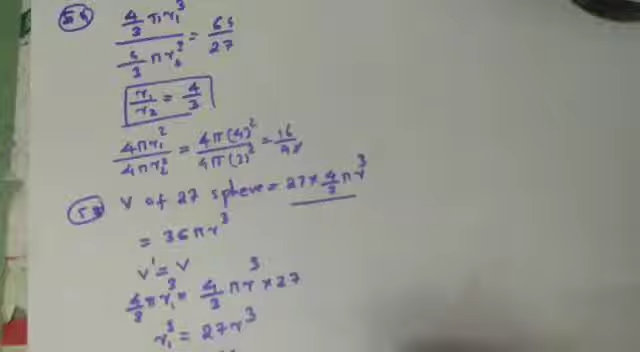 (54) (4/3 πr₁³)/(4/3 πr₂²) = 64/27
r₁/r₂ = 4/3
4πr₁²/4πr₂² = 4π(4)²/4π(3)² = 16/9
V of 27 sphere = 27 × 4/3 πr³
= 36πr³
V' = V
4/3 πr₁³ = 4/3 πr³ × 27
r₁³ = 27r³